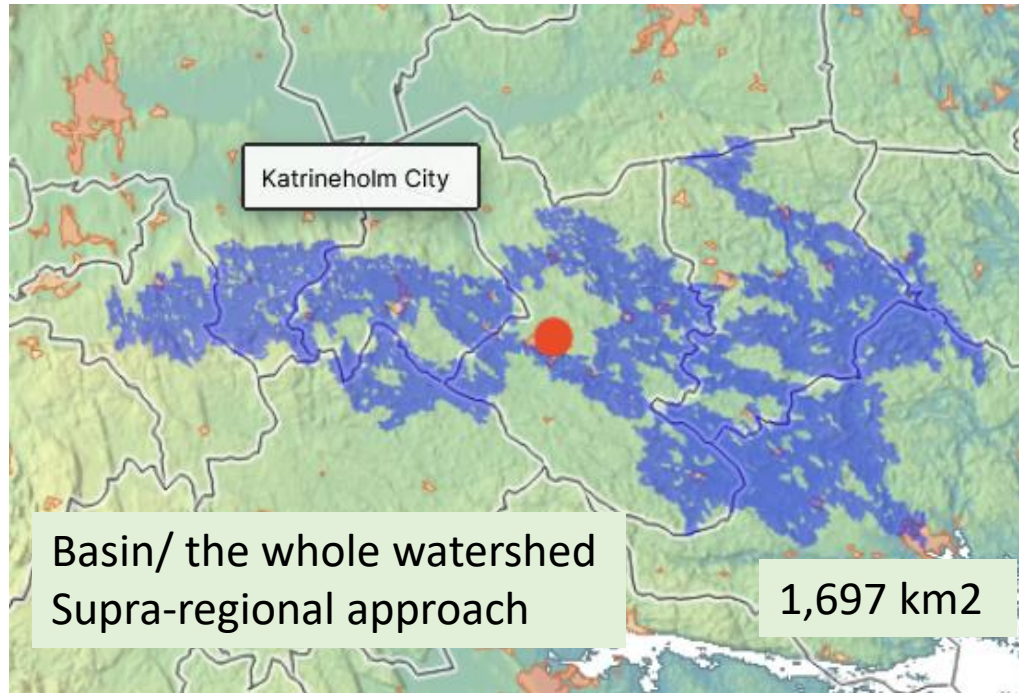 Katrineholm City
Basin/ the whole watershed
Supra-regional approach
1,697 km2